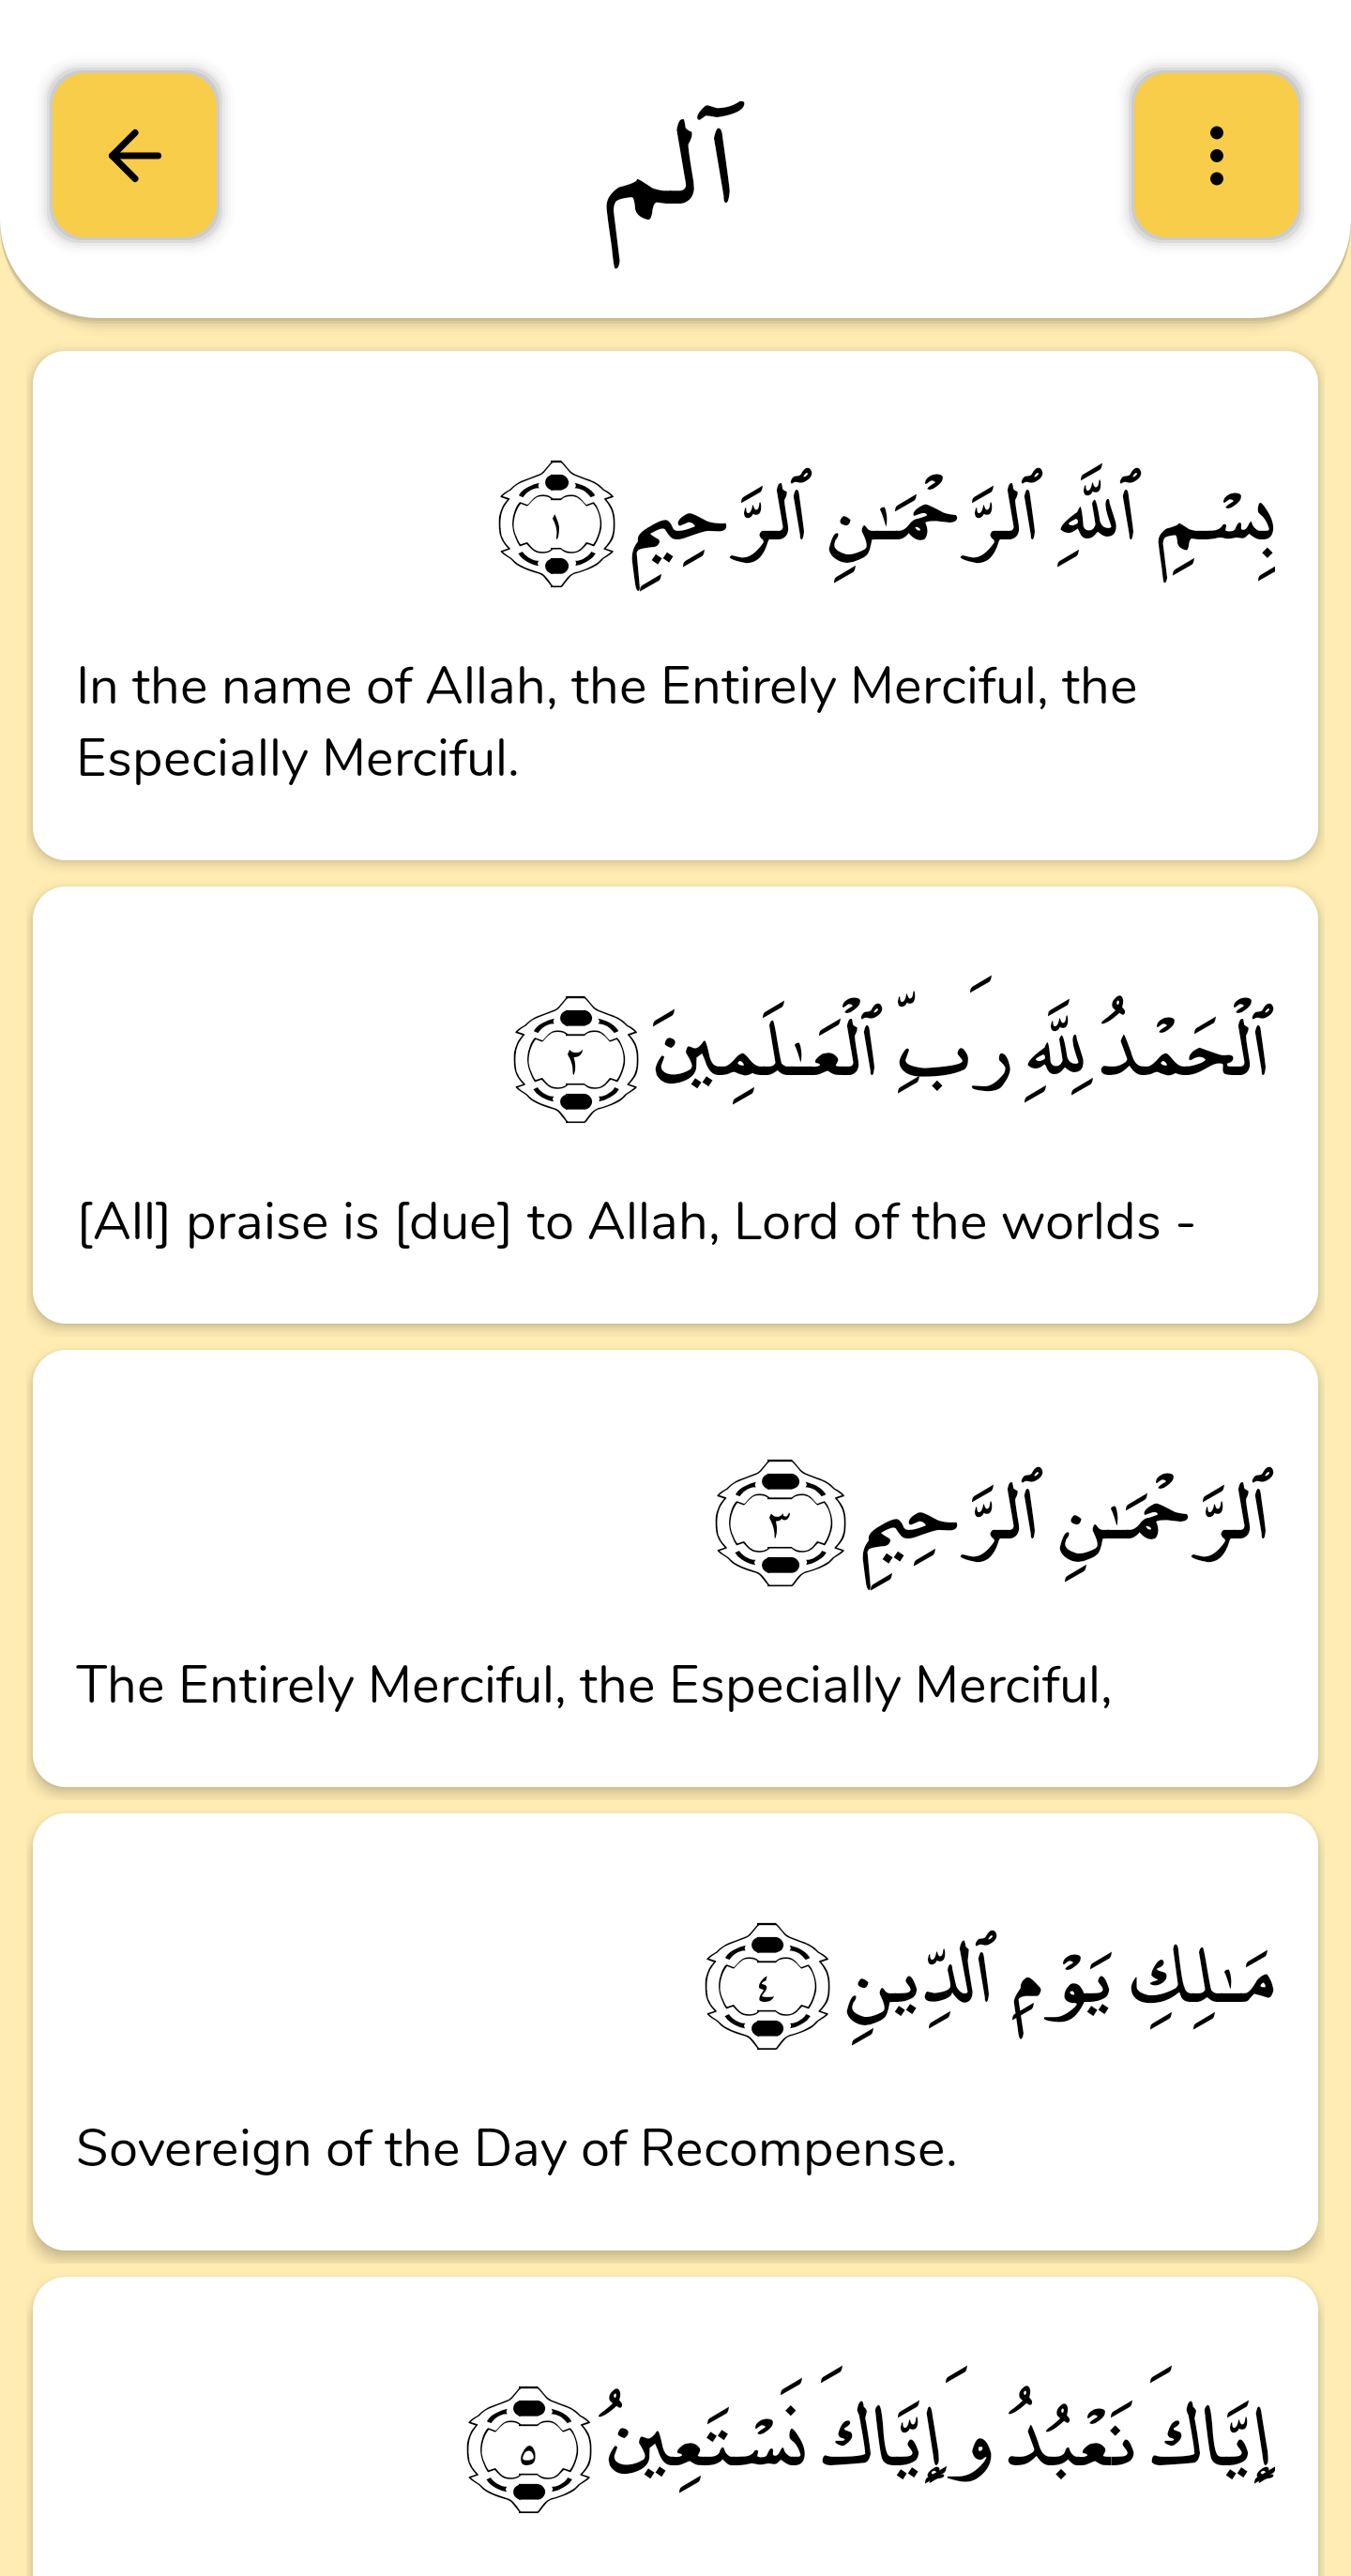 آلم
بِسْمِ ٱللَّهِ ٱلرَّحْمَـٰنِ ٱلرَّحِيمِ ١
In the name of Allah, the Entirely Merciful, the
Especially Merciful.
ٱلْحَمْدُ لِلَّهِ رَبِّ ٱلْعَـٰلَمِينَ ٢
[All] praise is [due] to Allah, Lord of the worlds -
ٱلرَّحْمَـٰنِ ٱلرَّحِيمِ ٣
The Entirely Merciful, the Especially Merciful,
مَـٰلِكِ يَوْمِ ٱلدِّينِ ٤
Sovereign of the Day of Recompense.
إِيَّاكَ نَعْبُدُ وَإِيَّاكَ نَسْتَعِينُ ٥